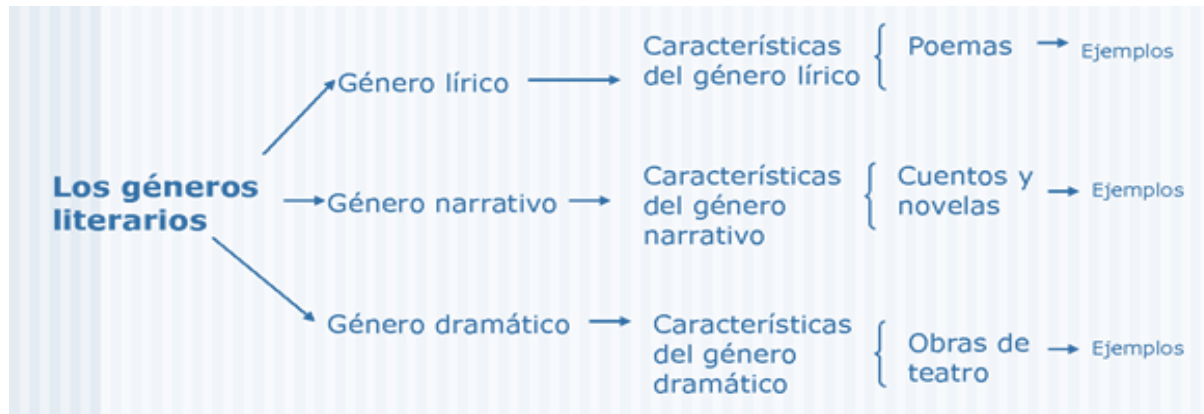 Los géneros
literarios
Género lírico
Características
del género lírico
Poemas
Ejemplos
Género narrativo
Características
del género
narrativo
Cuentos y
novelas
Ejemplos
Género dramático
Características
del género
dramático
Obras de
teatro
Ejemplos